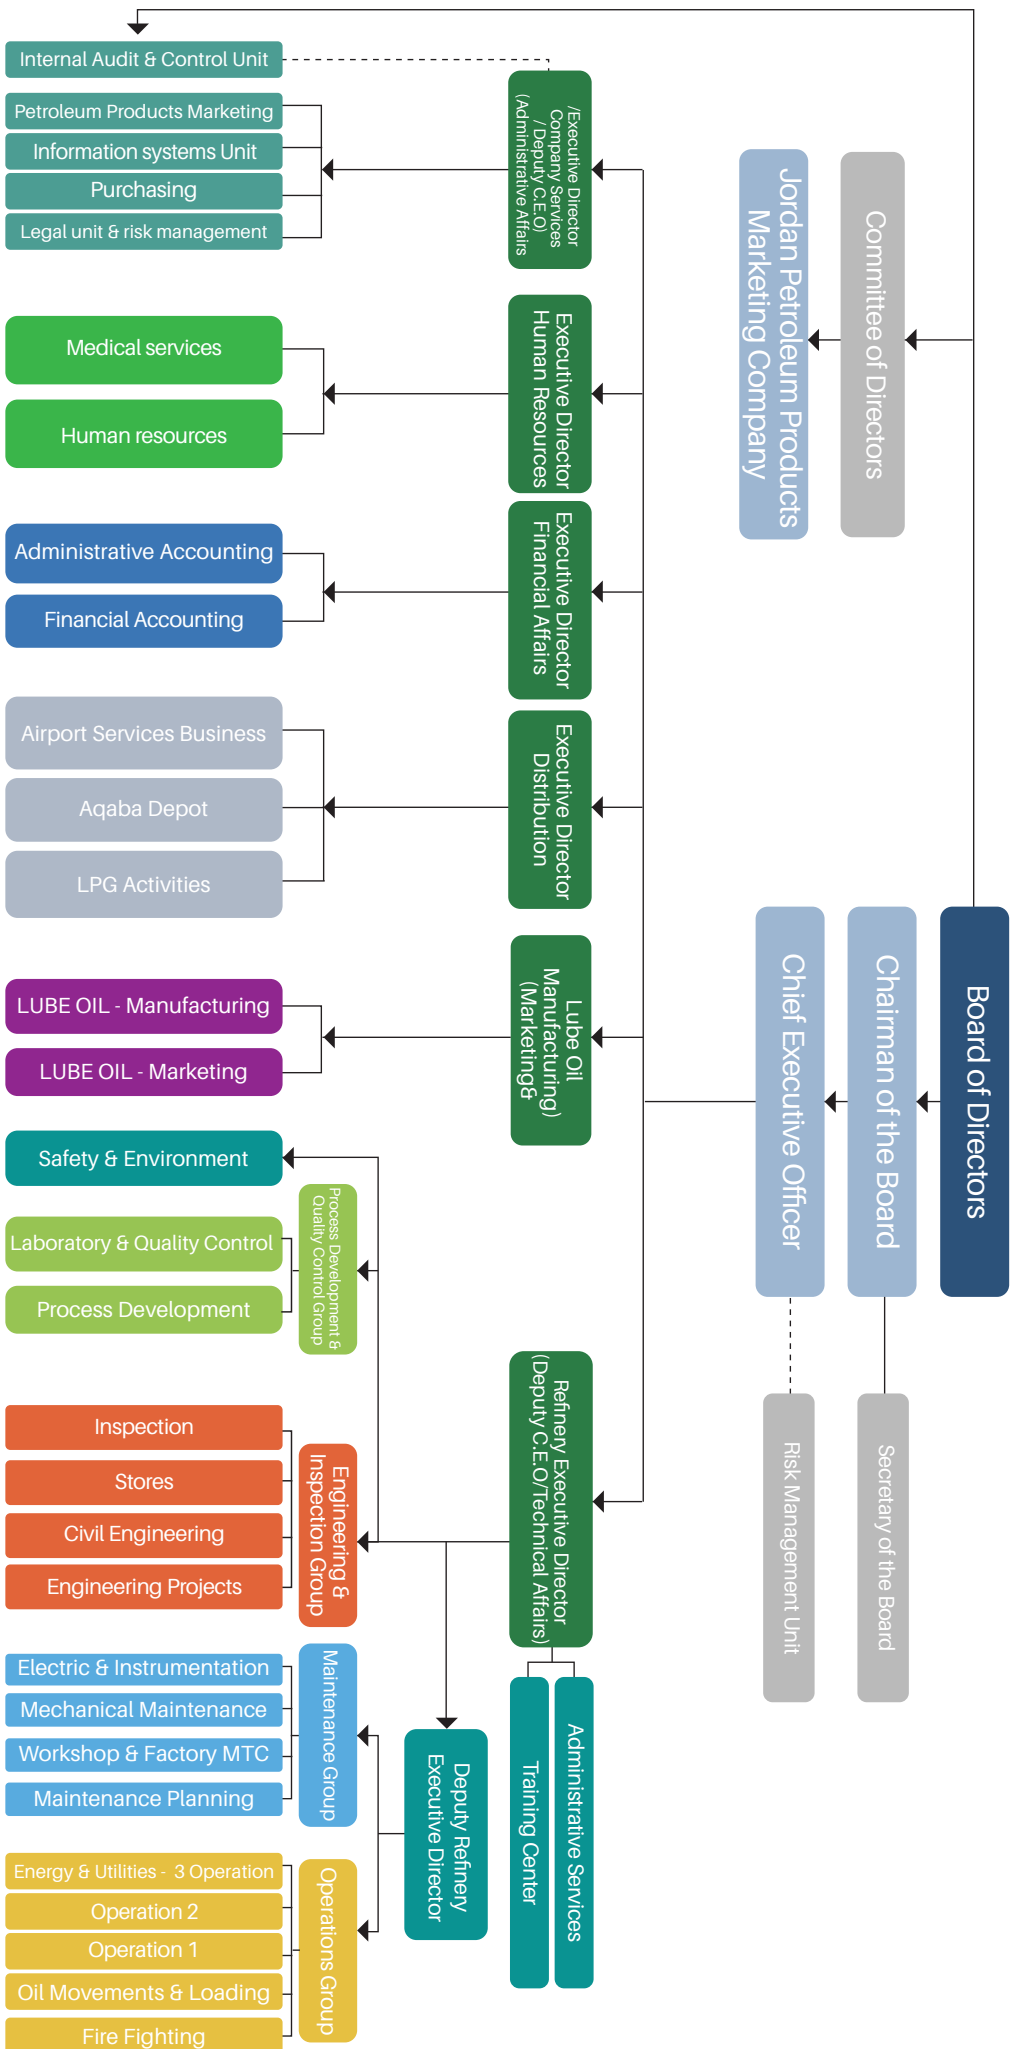 Internal Audit & Control Unit
Petroleum Products Marketing
Information systems Unit
Purchasing
Legal unit & risk management
/Executive Director
Company Services
/ Deputy C.E.O)
(Administrative Affairs
Jordan Petroleum Products
Marketing Company
Committee of Directors
Medical services
Human resources
Executive Director
Human Resources
Administrative Accounting
Financial Accounting
Executive Director
Financial Affairs
Airport Services Business
Aqaba Depot
LPG Activities
Executive Director
Distribution
LUBE OIL - Manufacturing
LUBE OIL - Marketing
Lube Oil
Manufacturing)
(Marketing&
Chief Executive Officer
Chairman of the Board
Board of Directors
Safety & Environment
Laboratory & Quality Control
Process Development
Process Development &
Quality Control Group
Refinery Executive Director
(Deputy C.E.O/Technical Affairs)
Risk Management Unit
Secretary of the Board
Inspection
Stores
Civil Engineering
Engineering Projects
Engineering &
Inspection Group
Electric & Instrumentation
Mechanical Maintenance
Workshop & Factory MTC
Maintenance Planning
Maintenance Group
Deputy Refinery
Executive Director
Training Center
Administrative Services
Energy & Utilities - 3 Operation
Operation 2
Operation 1
Oil Movements & Loading
Fire Fighting
Operations Group